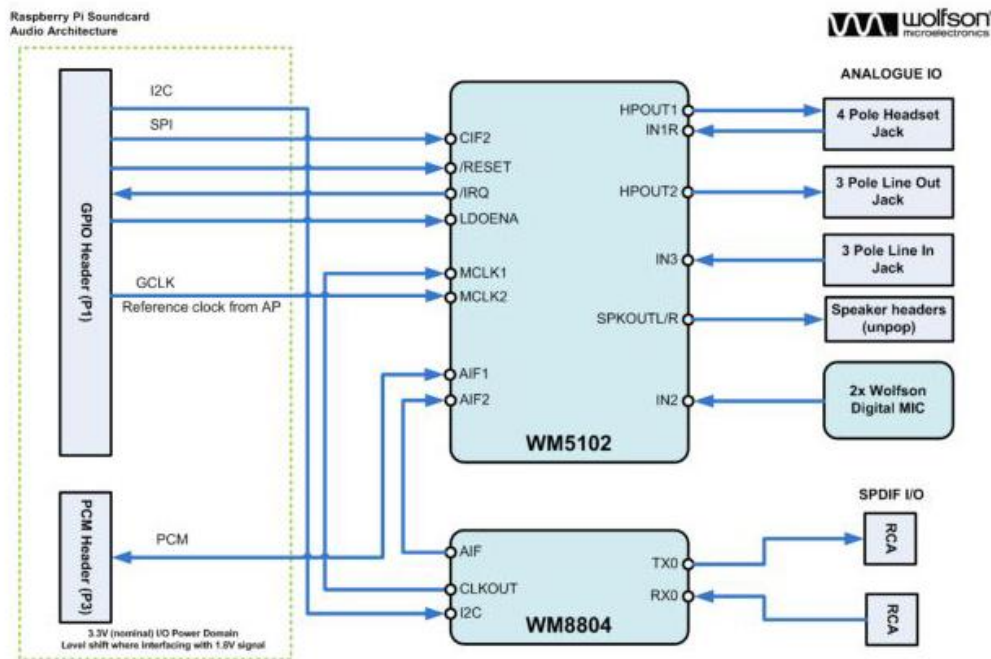 Raspberry Pi Soundcard
Audio Architecture
wolfson
microelectronics
ANALOGUE IO
I2C
SPI
GPIO Header (P1)
GCLK
Reference clock from AP
CIF2
/RESET
/IRQ
LDOENA
MCLK1
MCLK2
AIF1
AIF2
HPOUT1
IN1R
HPOUT2
IN3
SPKOUTL/R
IN2
WM5102
4 Pole Headset
Jack
3 Pole Line Out
Jack
3 Pole Line In
Jack
Speaker headers
(unpop)
2x Wolfson
Digital MIC
PCM Header (P3)
PCM
AIF
CLKOUT
I2C
TX0
RX0
WM8804
SPDIF I/O
RCA
RCA
3.3V (nominal) I/O Power Domain
Level shift where interfacing with 1.8V signal